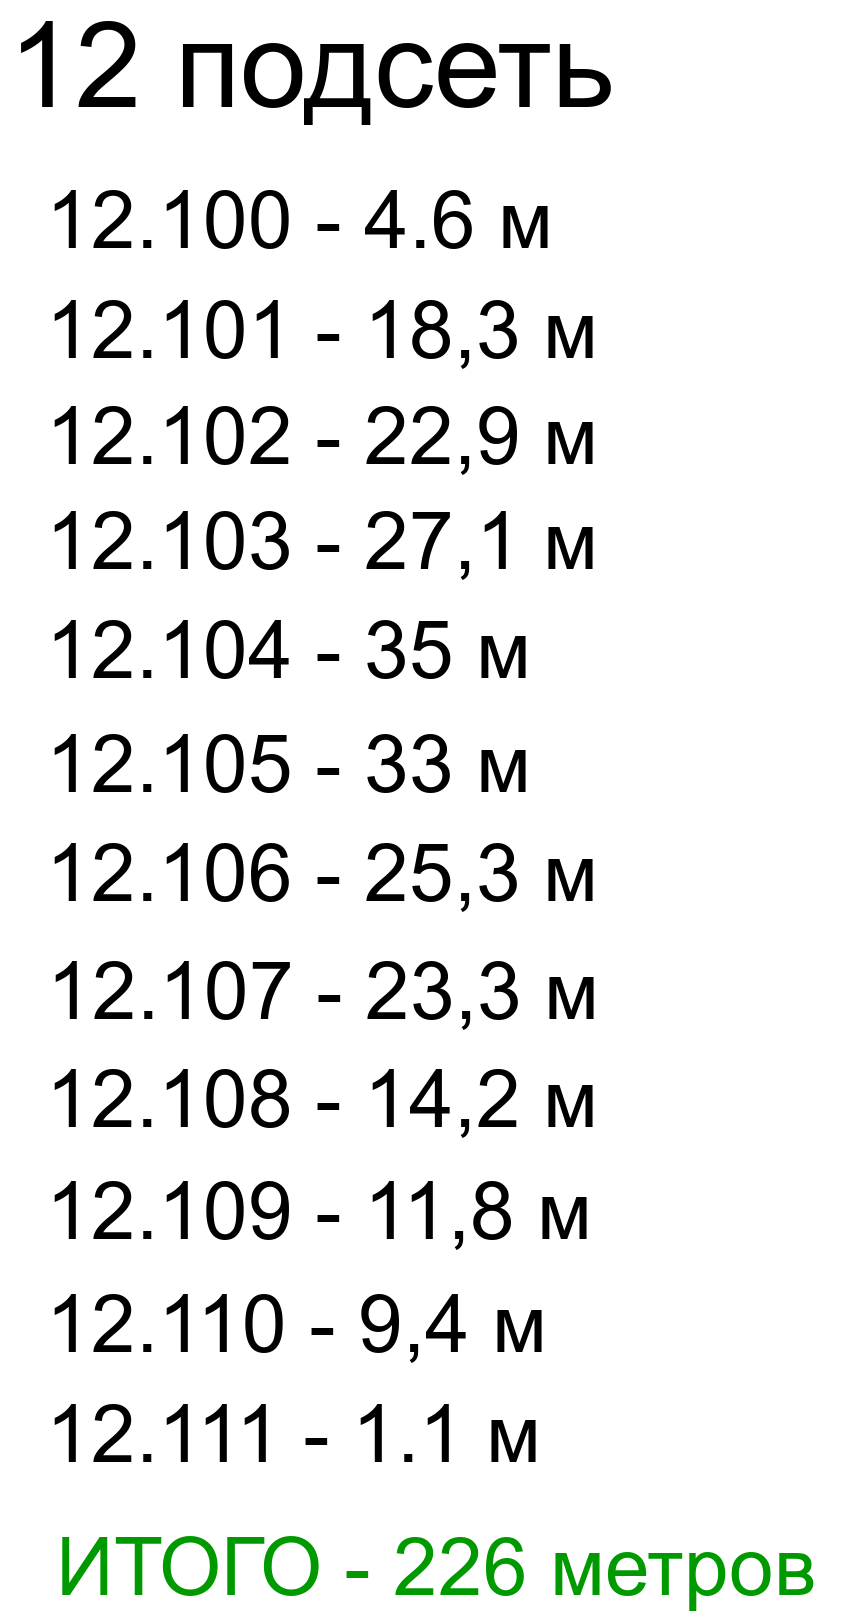 12 подсеть
12.100 - 4.6 м
12.101 - 18,3 м
12.102 - 22,9 м
12.103 - 27,1 м
12.104 - 35 м
12.105 - 33 м
12.106 - 25,3 м
12.107 - 23,3 м
12.108 - 14,2 м
12.109 - 11,8 м
12.110 - 9,4 м
12.111 - 1.1 м
ИТОГО - 226 метров